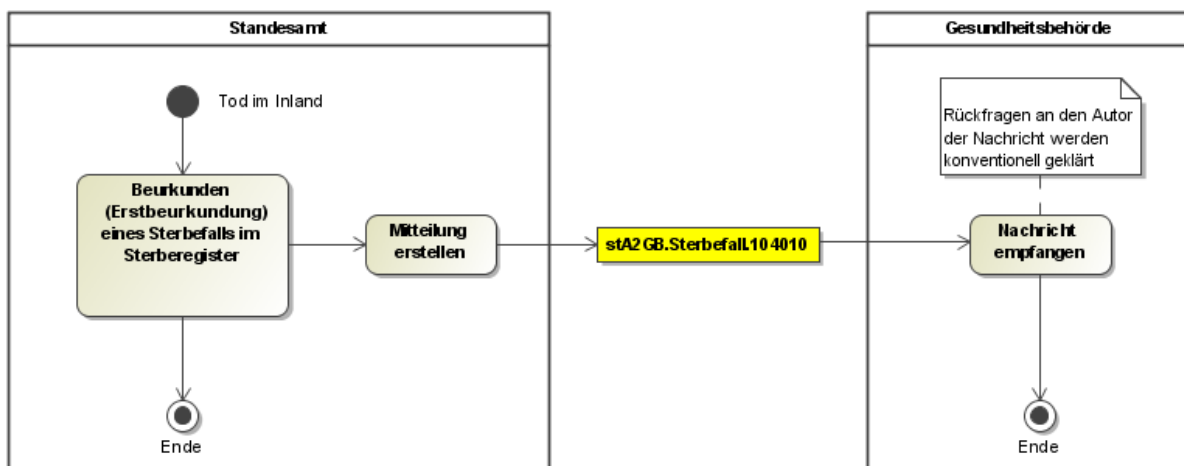 Standesamt
Gesundheitsbehörde
Tod im Inland
Rückfragen an den Autor
der Nachricht werden
konventionell geklärt
Beurkunden
(Erstbeurkundung)
eines Sterbefalls im
Sterberegister
Mitteilung
erstellen
stA2GB.Sterbefall.104010
Nachricht
empfangen
Ende
Ende